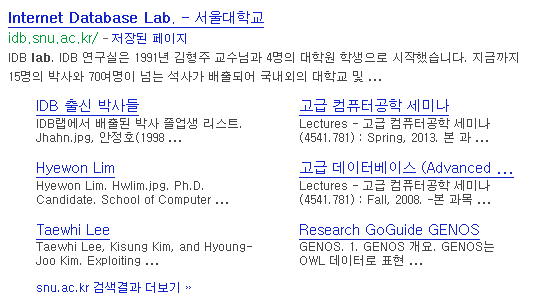 Internet Database Lab. - 서울대학교
idb.snu.ac.kr/ - 저장된 페이지
IDB lab. IDB 연구실은 1991년 김형주 교수님과 4명의 대학원 학생으로 시작했습니다. 지금까지
15명의 박사와 70여명이 넘는 석사가 배출되어 국내외의 대학교 및 ...
IDB 출신 박사들
IDB랩에서 배출된 박사 졸업생 리스트.
Jhahn.jpg, 안정호(1998 ...
고급 컴퓨터공학 세미나
Lectures - 고급 컴퓨터공학 세미나
(4541.781) : Spring, 2013. 본 과 ...
Hyewon Lim
Hyewon Lim. Hwlim.jpg. Ph.D.
Candidate. School of Computer ...
고급 데이터베이스 (Advanced ...
Lectures - 고급 컴퓨터공학 세미나
(4541.781) : Fall, 2008. -본 과목 ...
Taewhi Lee
Taewhi Lee, Kisung Kim, and Hyoung-
Joo Kim. Exploiting ...
Research GoGuide GENOS
GENOS. 1. GENOS 개요. GENOS는
OWL 데이터로 표현 ...
snu.ac.kr 검색결과 더보기 »